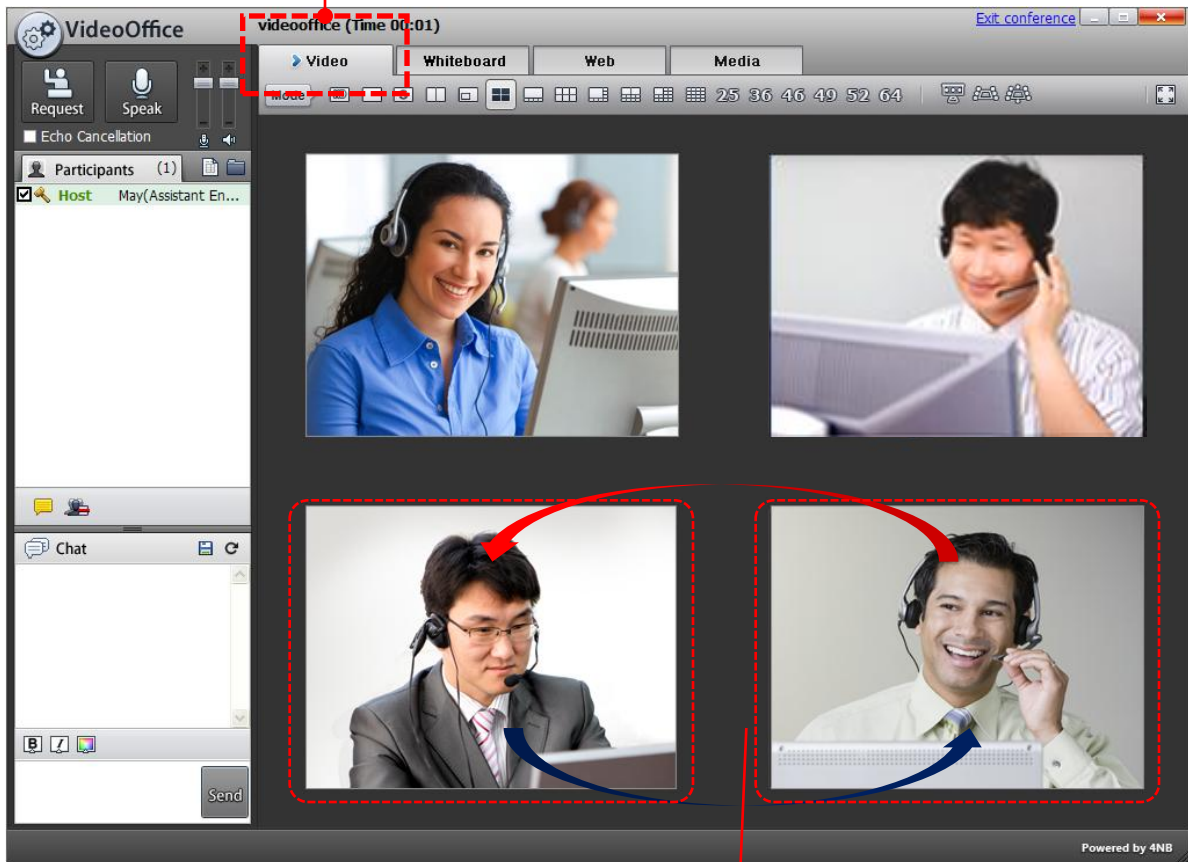 VideoOffice
videooffice (Time 00:01)
Exit conference
Video
Whiteboard
Web
Media
Request
Speak
Mode
25 36 46 49 52 64
Echo Cancellation
Participants (1)
Host May(Assistant En...
Chat
B I
Send
Powered by 4NB